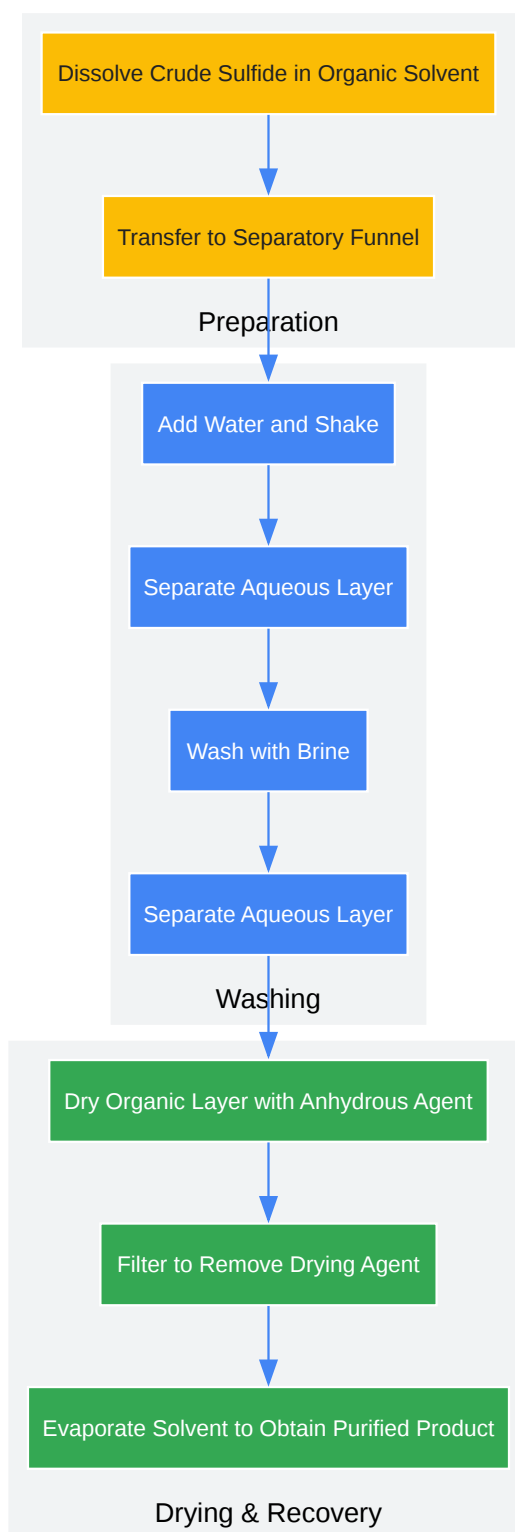 Dissolve Crude Sulfide in Organic Solvent
Transfer to Separatory Funnel
Preparation
Add Water and Shake
Separate Aqueous Layer
Wash with Brine
Separate Aqueous Layer
Washing
Dry Organic Layer with Anhydrous Agent
Filter to Remove Drying Agent
Evaporate Solvent to Obtain Purified Product
Drying & Recovery